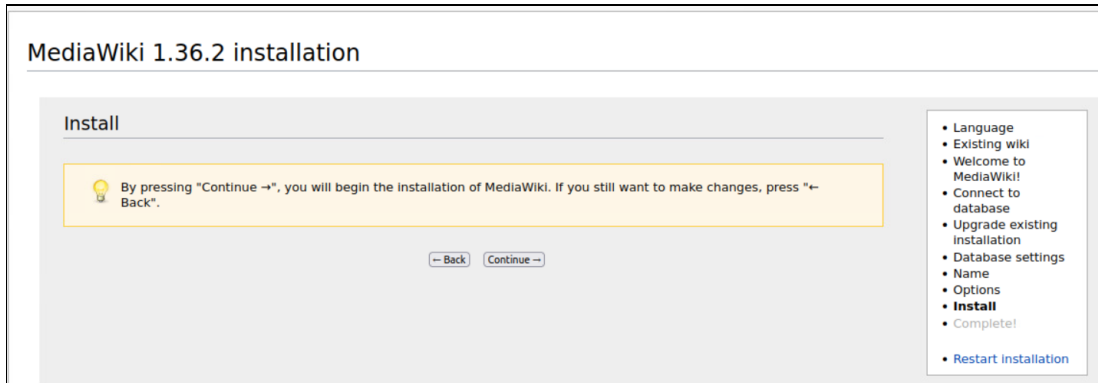 MediaWiki 1.36.2 installation
Install
By pressing "Continue →", you will begin the installation of MediaWiki. If you still want to make changes, press "←
Back".
← Back
Continue →
Language
Existing wiki
Welcome to
MediaWiki!
Connect to
database
Upgrade existing
installation
Database settings
Name
Options
Install
Complete!
Restart installation